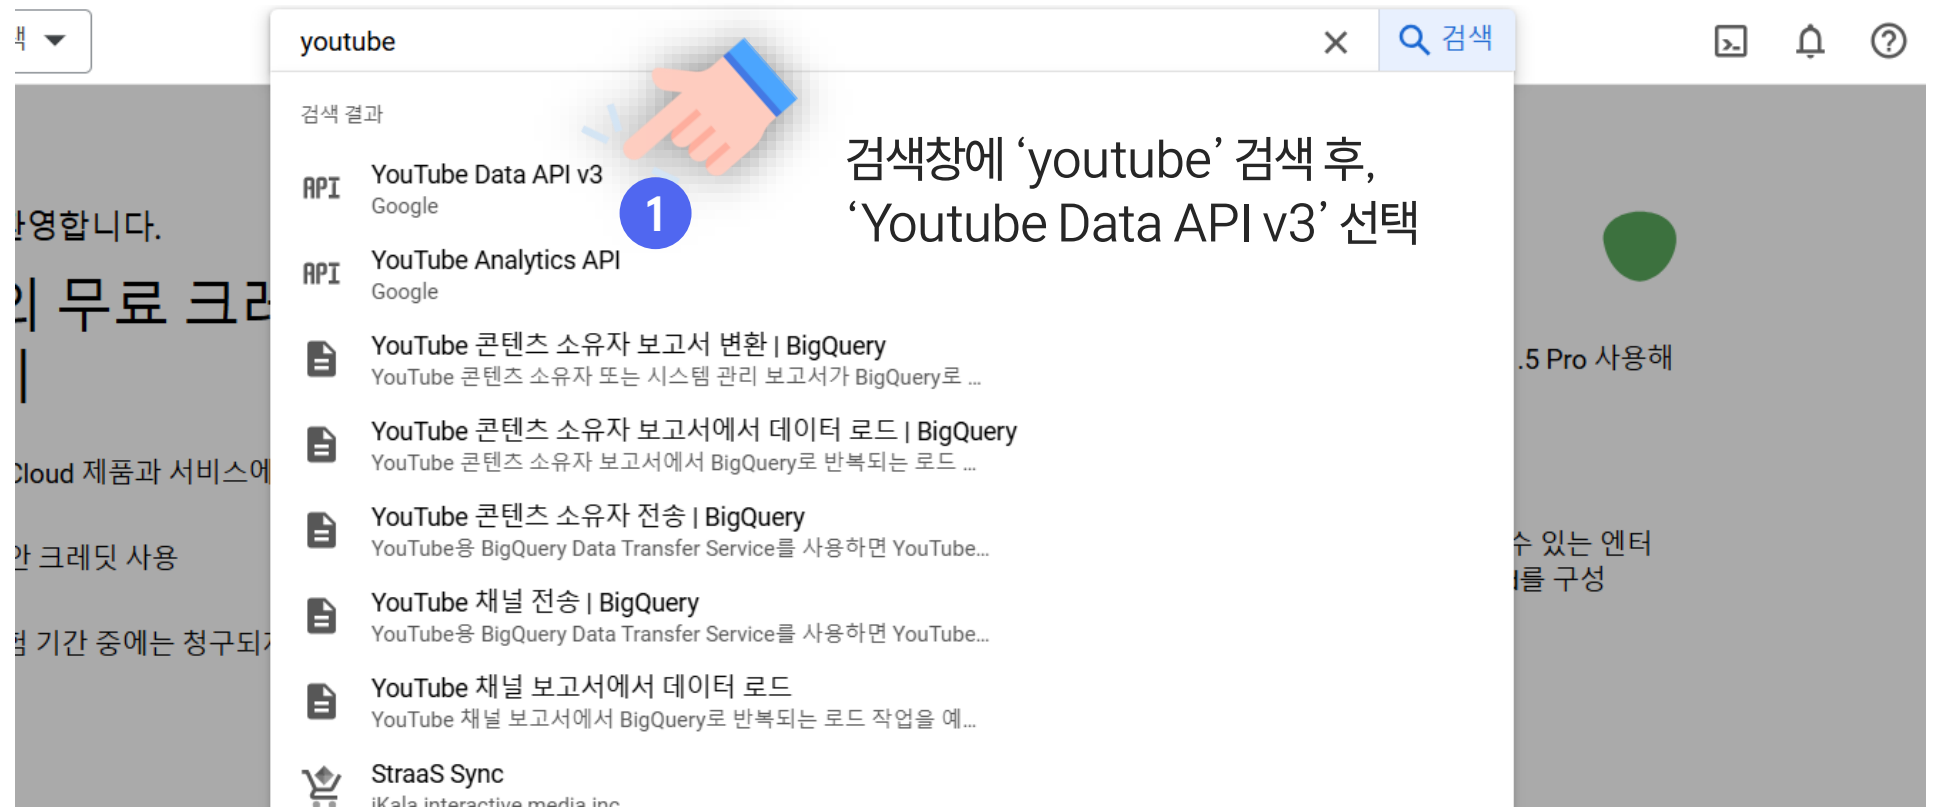 youtube
검색
검색 결과
API
YouTube Data API v3
Google
1
검색창에 ‘youtube’ 검색 후,
‘Youtube Data API v3’ 선택
API
YouTube Analytics API
Google
YouTube 콘텐츠 소유자 보고서 변환 | BigQuery
YouTube 콘텐츠 소유자 또는 시스템 관리 보고서가 BigQuery로 ...
YouTube 콘텐츠 소유자 보고서에서 데이터 로드 | BigQuery
YouTube 콘텐츠 소유자 보고서에서 BigQuery로 반복되는 로드 ...
YouTube 콘텐츠 소유자 전송 | BigQuery
YouTube용 BigQuery Data Transfer Service를 사용하면 YouTube...
YouTube 채널 전송 | BigQuery
YouTube용 BigQuery Data Transfer Service를 사용하면 YouTube...
YouTube 채널 보고서에서 데이터 로드
YouTube 채널 보고서에서 BigQuery로 반복되는 로드 작업을 예...
StraaS Sync
iKala interactive media inc
영합니다.
무료 크레
Cloud 제품과 서비스에
크레딧 사용
기간 중에는 청구되지
.5 Pro 사용해
수 있는 엔터
를 구성